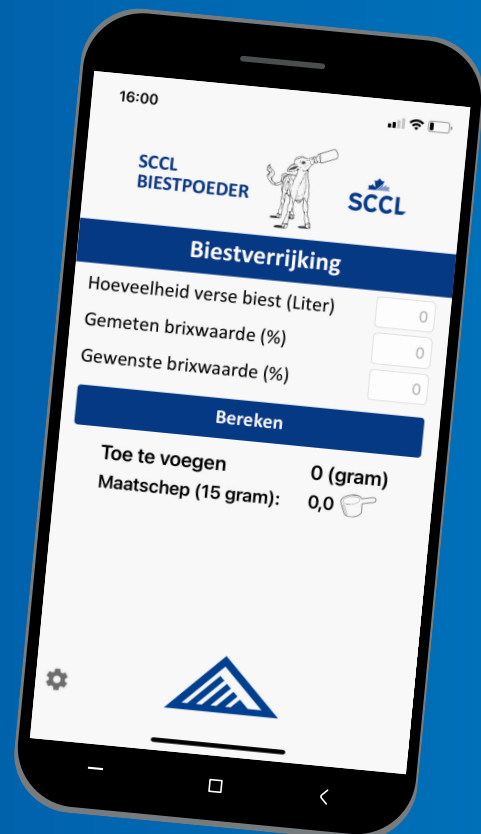 16:00
SCCL
BIESTPOEDER
SCCL
Biestverrijking
Hoeveelheid verse biest (Liter) 0
Gemeten brixwaarde (%) 0
Gewenste brixwaarde (%) 0
Bereken
Toe te voegen 0 (gram)
Maatschep (15 gram): 0,0